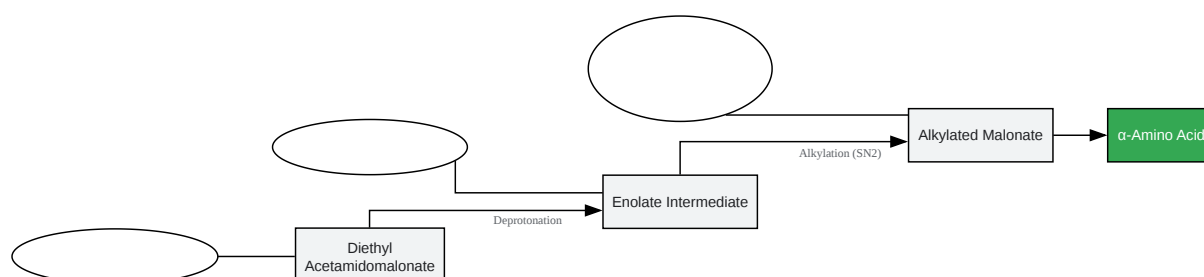 Alkylated Malonate
α-Amino Acid
Alkylation (SN2)
Enolate Intermediate
Deprotonation
Diethyl
Acetamidomalonate